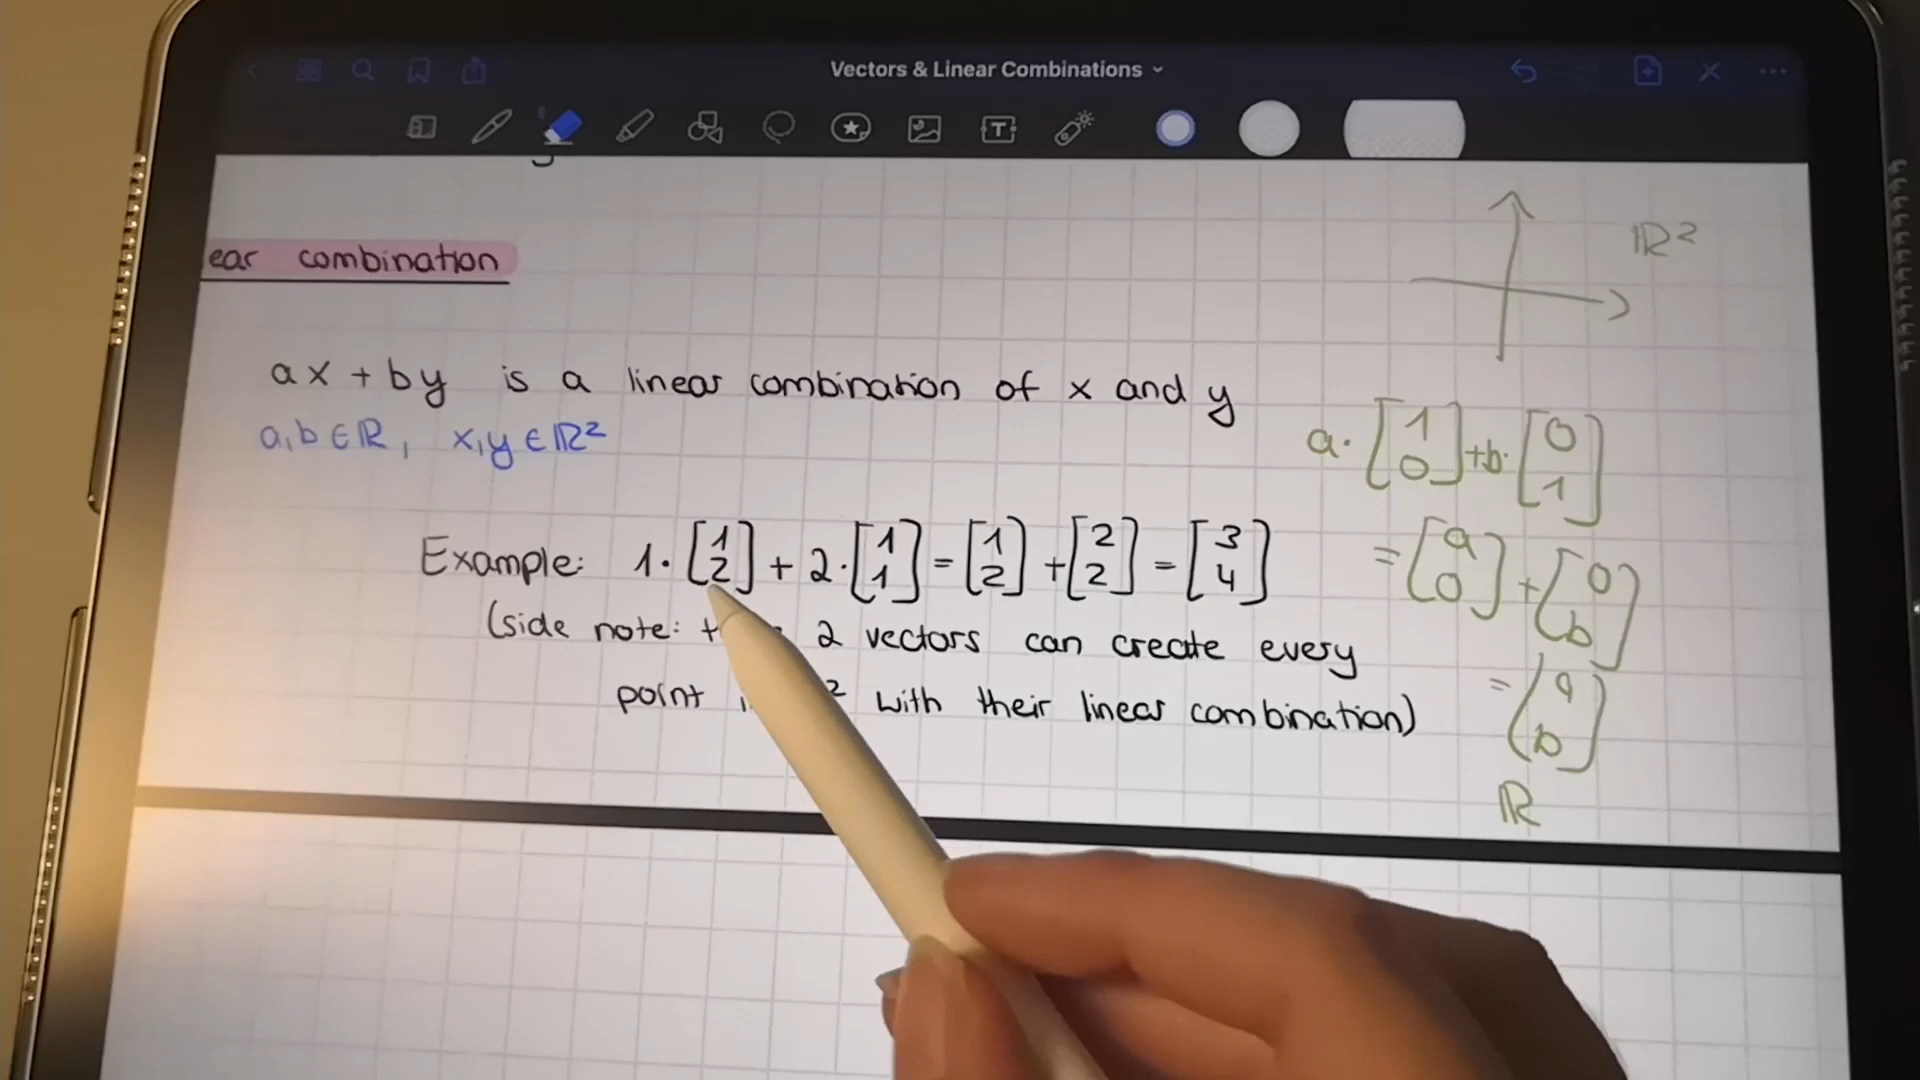 Vectors & Linear Combinations
ear combination
ax + by is a linear combination of x and y
a,b ∈ ℝ, x,y ∈ ℝ²
Example: 1· [1 2] + 2· [1 1] = [1 2] + [2 2] = [3 4]
(side note: 2 vectors can create every
point ² with their linear combination)
ℝ²
a· [1 0] + b· [0 1]
= [a 0] + [0 b]
= [a b]
ℝ